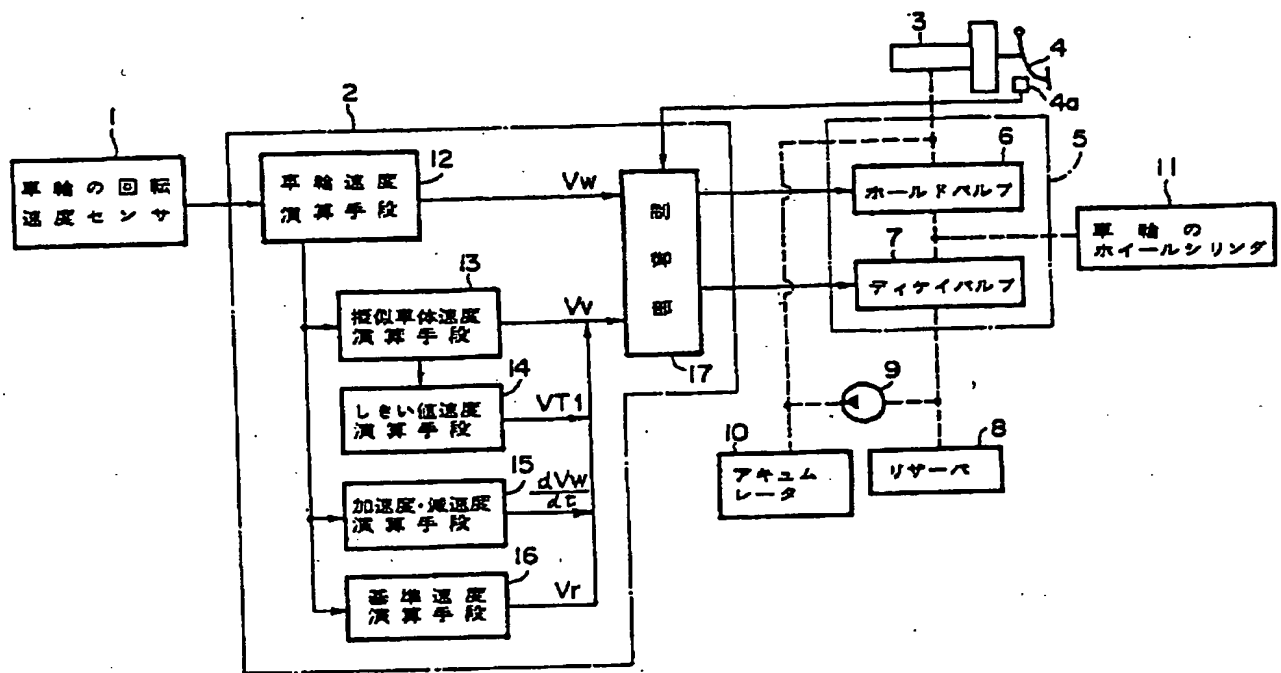 1
車輪の回転
速度センサ
2
車輪速度
演算手段
12
Vw
擬似車体速度
演算手段
13
Vv
しきい値速度
演算手段
14
VT1
加速度・減速度
演算手段
15
dVw
dt
基準速度
演算手段
16
Vr
制御部
17
3
4
4a
5
6
ホールドバルブ
7
ディケイバルブ
11
車輪の
ホイールシリンダ
9
10
アキュム
レータ
8
リザーバ